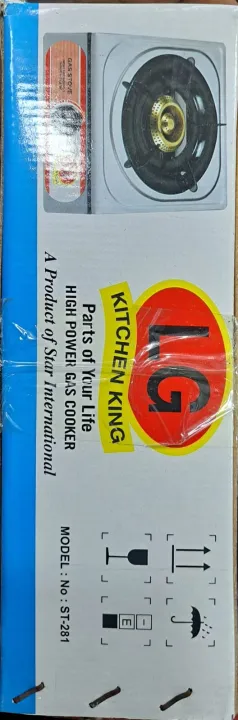 GAS STOVE
LG
KITCHEN KING
Parts of Your Life
HIGH POWER GAS COOKER
A Product of Star International
MODEL : No : ST-281
E